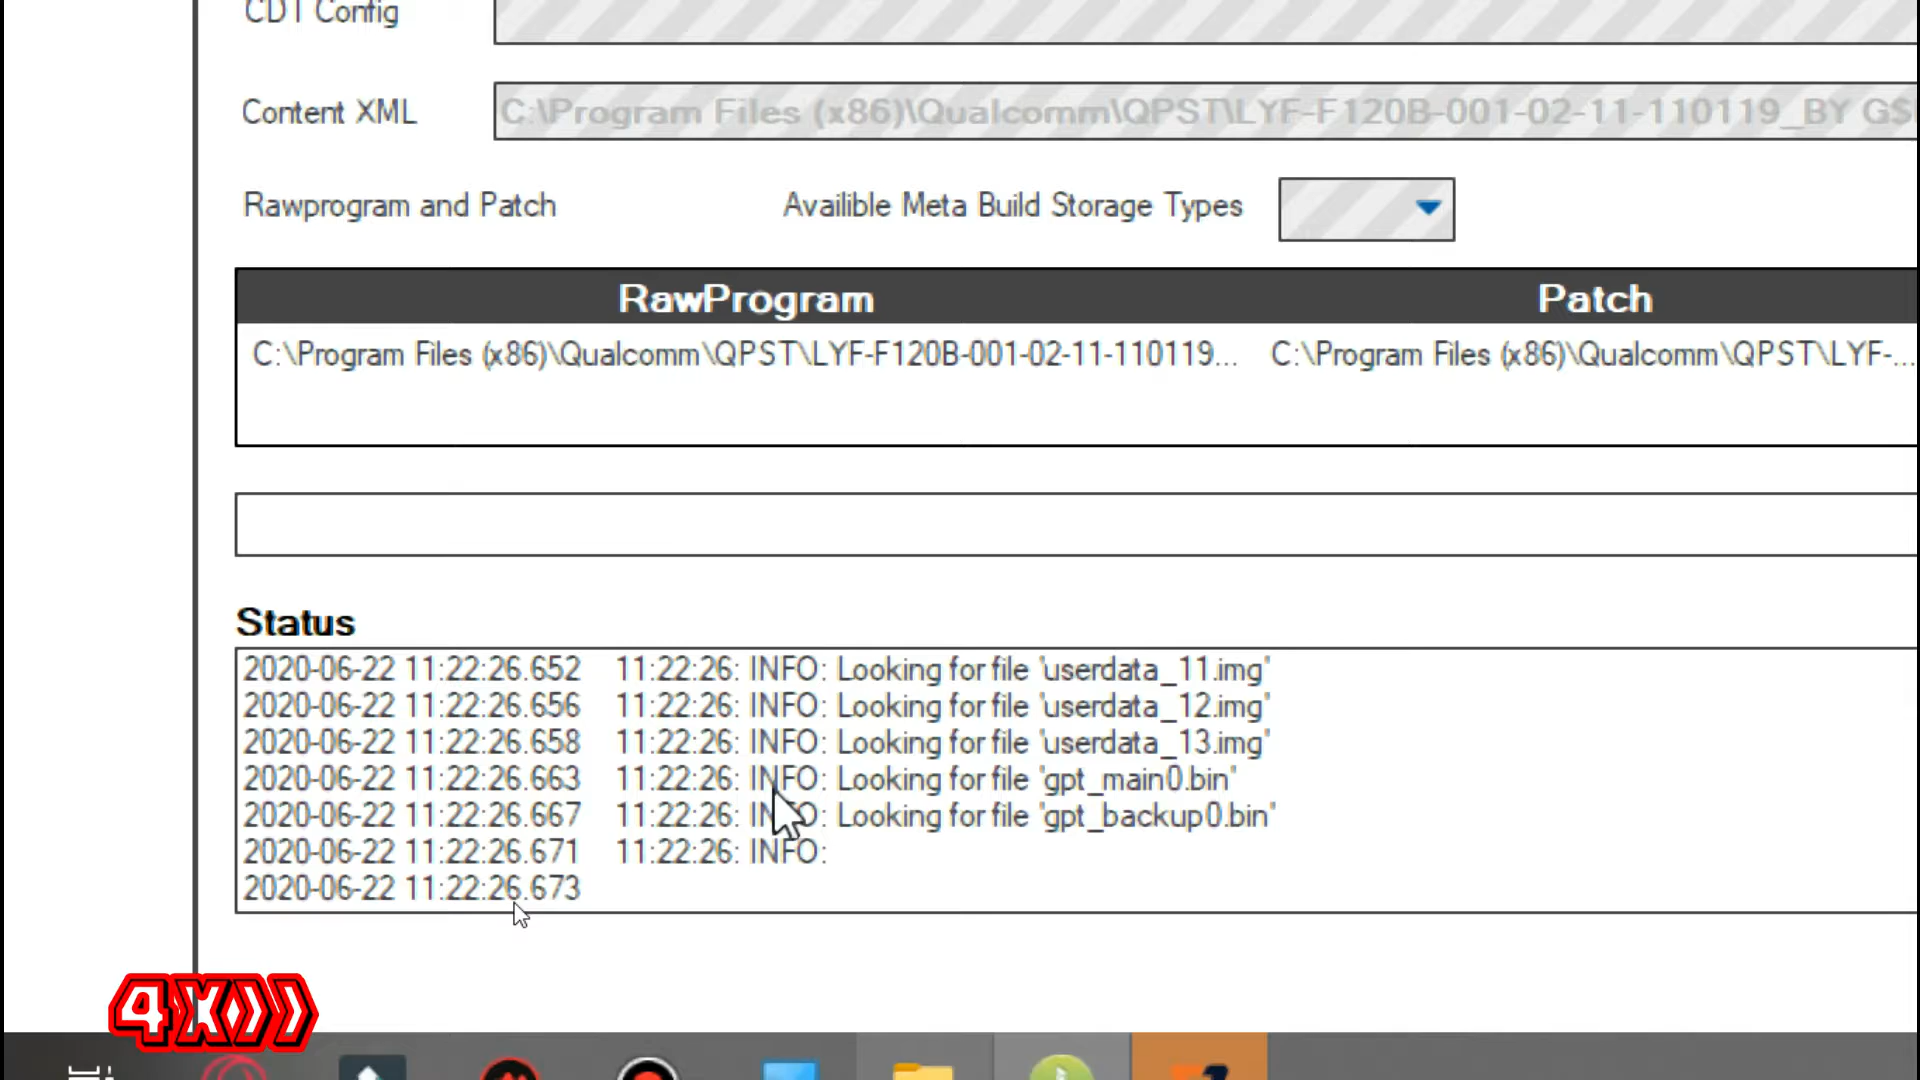 CDT Config
Content XML C:\Program Files (x86)\Qualcomm\QPST\LYF-F120B-001-02-11-110119_BY
Rawprogram and Patch Availible Meta Build Storage Types
RawProgram Patch
C:\Program Files (x86)\Qualcomm\QPST\LYF-F120B-001-02-11-110119... C:\Program Files (x86)\Qualcomm\QPST\LYF-...
Status
2020-06-22 11:22:26.652 11:22:26: INFO: Looking for file 'userdata_11.img'
2020-06-22 11:22:26.656 11:22:26: INFO: Looking for file 'userdata_12.img'
2020-06-22 11:22:26.658 11:22:26: INFO: Looking for file 'userdata_13.img'
2020-06-22 11:22:26.663 11:22:26: INFO: Looking for file 'gpt_main0.bin'
2020-06-22 11:22:26.667 11:22:26: INFO: Looking for file 'gpt_backup0.bin'
2020-06-22 11:22:26.671 11:22:26: INFO:
2020-06-22 11:22:26.673
4X